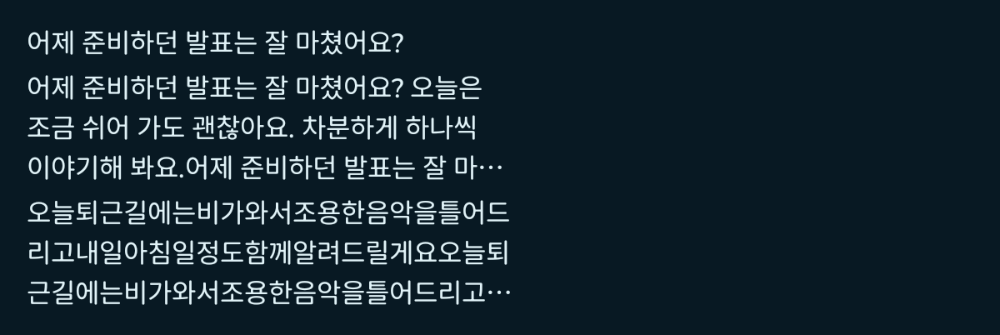 어제 준비하던 발표는 잘 마쳤어요?
어제 준비하던 발표는 잘 마쳤어요? 오늘은
조금 쉬어 가도 괜찮아요. 차분하게 하나씩
이야기해 봐요.어제 준비하던 발표는 잘 마…
오늘퇴근길에는비가와서조용한음악을틀어드
리고내일아침일정도함께알려드릴게요오늘퇴
근길에는비가와서조용한음악을틀어드리고…